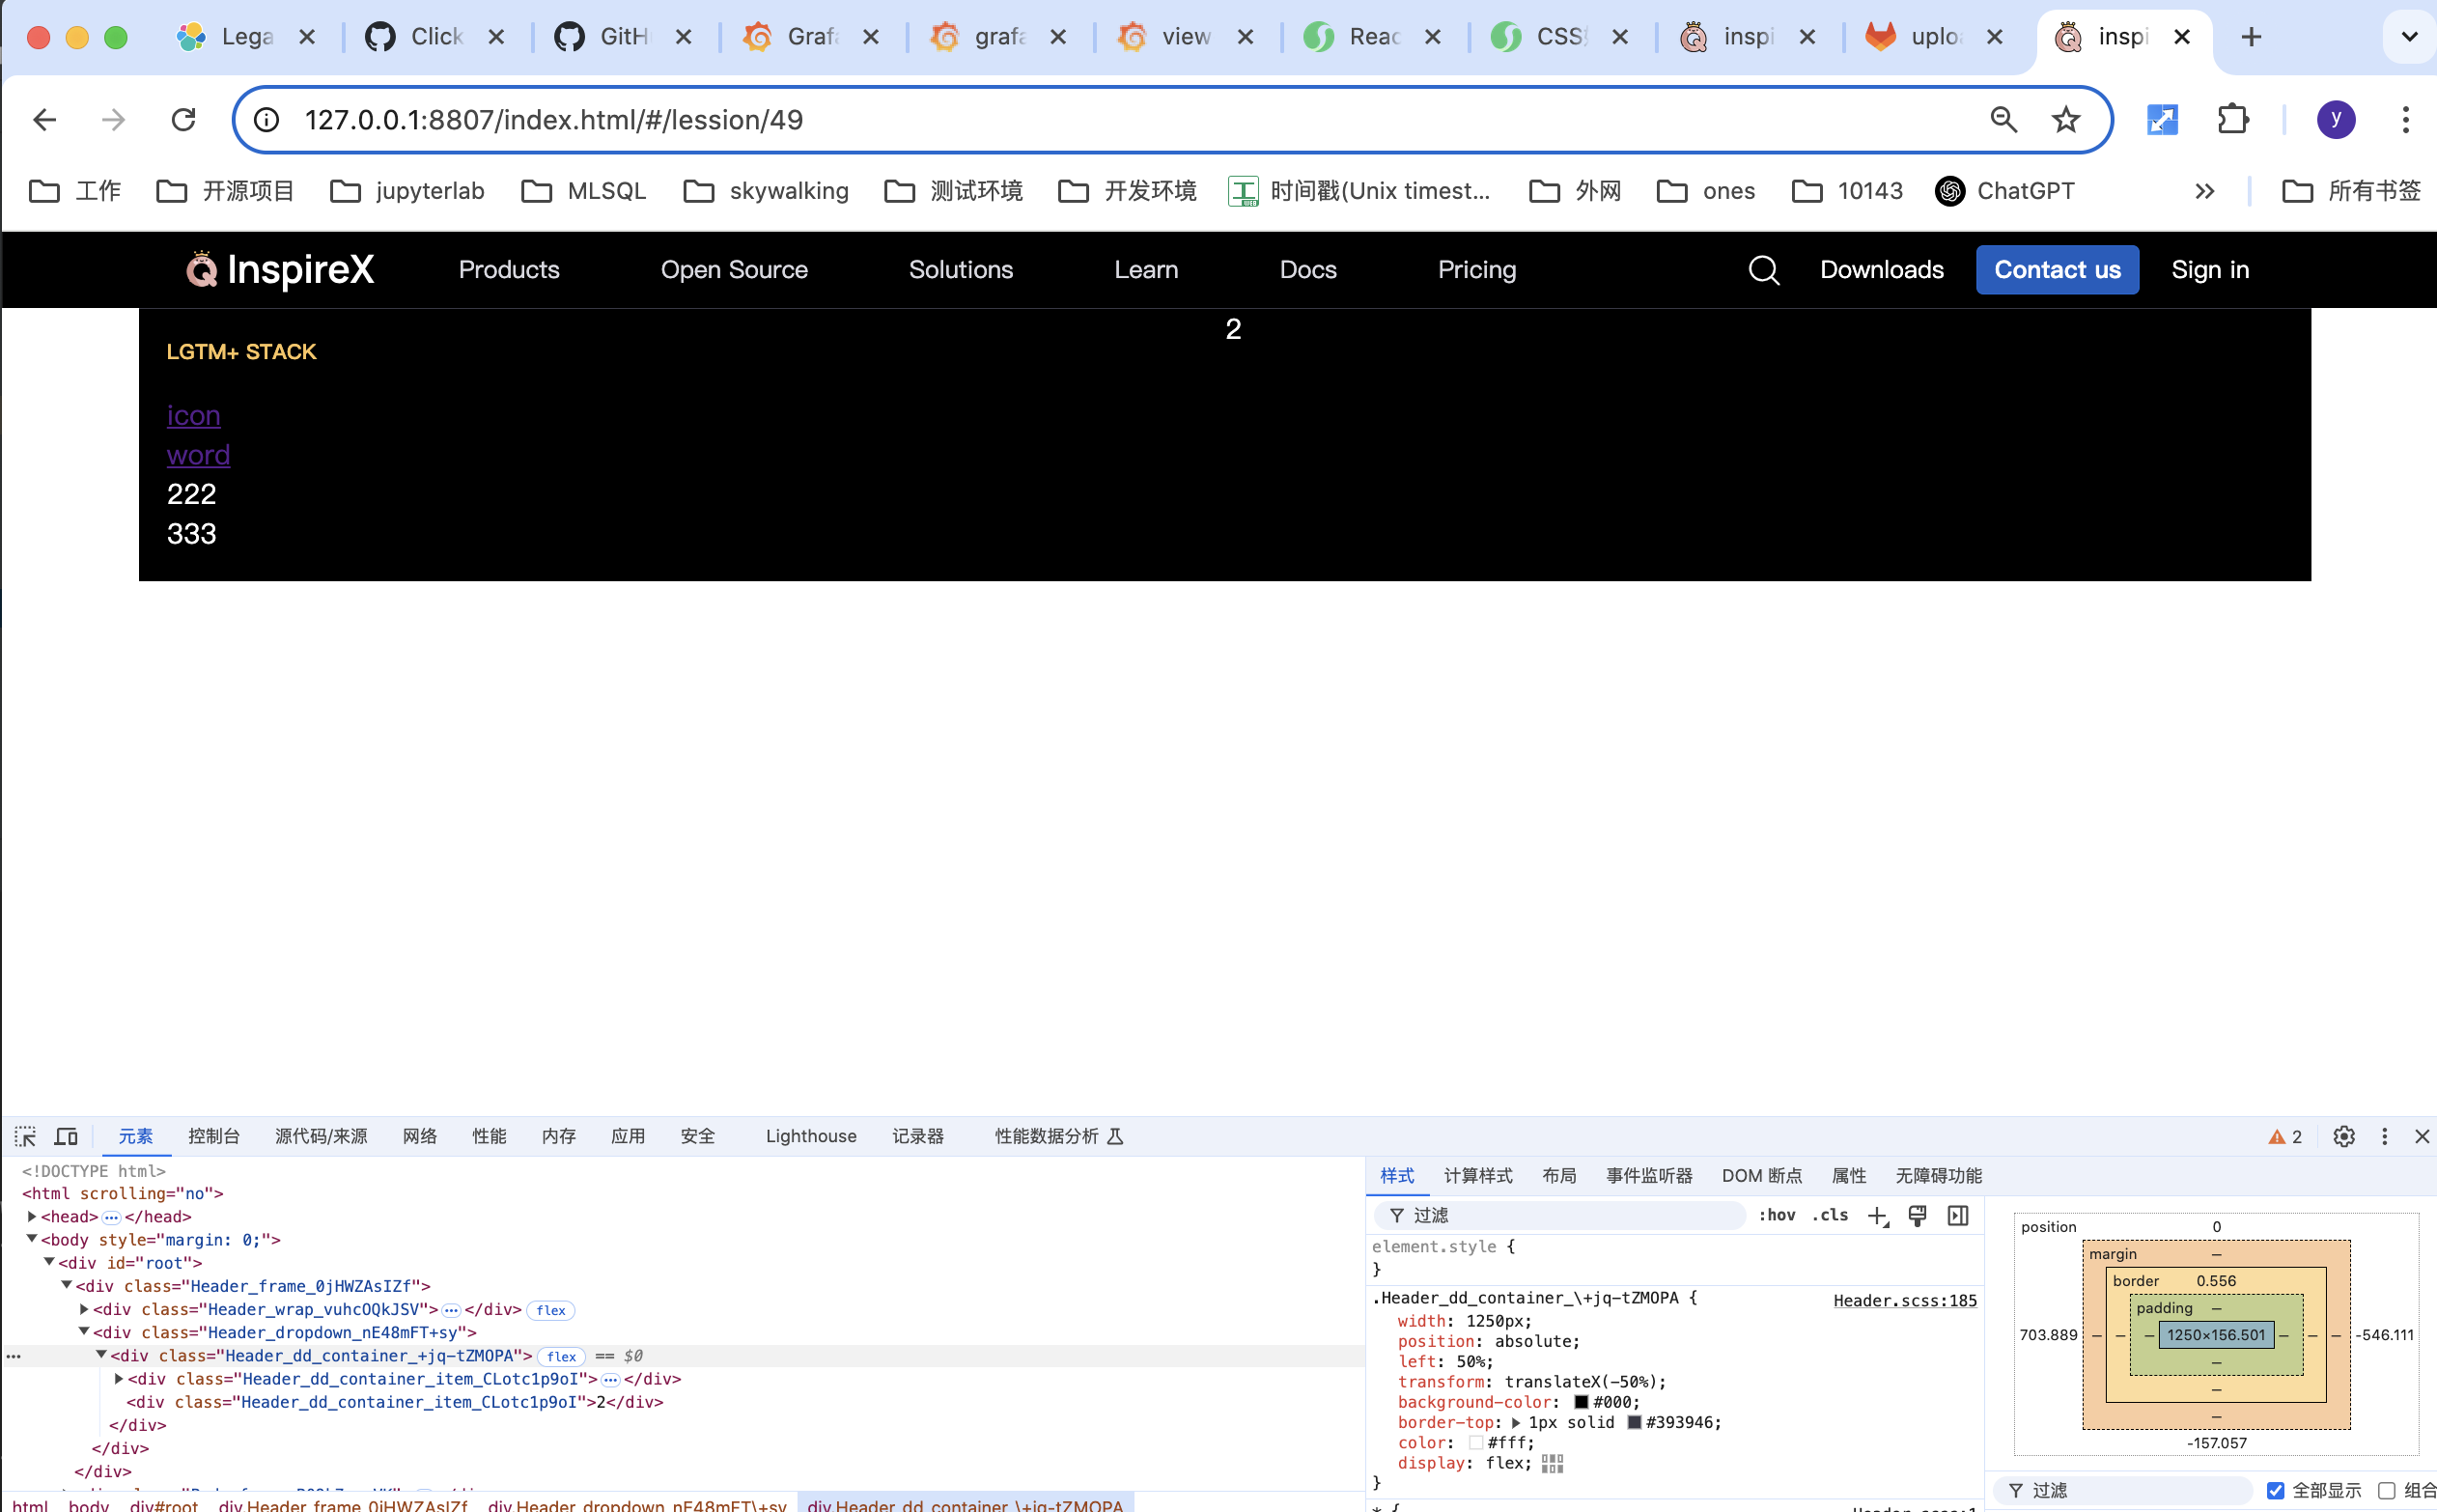 Lega
Click
GitH
Grafa
grafa
view
Reac
CSS
inspi
uplo
inspi
127.0.0.1:8807/index.html/#/lession/49
y
工作
开源项目
jupyterlab
MLSQL
skywalking
测试环境
开发环境
时间戳(Unix timest...
外网
ones
10143
ChatGPT
所有书签
InspireX
Products
Open Source
Solutions
Learn
Docs
Pricing
Downloads
Contact us
Sign in
LGTM+ STACK
2
icon
word
222
333
元素
控制台
源代码/来源
网络
性能
内存
应用
安全
Lighthouse
记录器
性能数据分析
2
<!DOCTYPE html>
<html scrolling="no">
<head>…</head>
<body style="margin: 0;">
<div id="root">
<div class="Header_frame_0jHWZAsIZf">
<div class="Header_wrap_vuhcOQkJSV">…</div> flex
<div class="Header_dropdown_nE48mFT+sy">
<div class="Header_dd_container_+jq-tZMOPA"> flex == $0
<div class="Header_dd_container_item_CLotc1p9oI">…</div>
<div class="Header_dd_container_item_CLotc1p9oI">2</div>
</div>
</div>
</div>
html body div#root div.Header_frame_0jHWZAsIZf div.Header_dropdown_nE48mFT\+sy div.Header_dd_container_\+jq-tZMOPA
样式
计算样式
布局
事件监听器
DOM 断点
属性
无障碍功能
过滤
:hov .cls
element.style {
}
.Header_dd_container_\+jq-tZMOPA {
Header.scss:185
width: 1250px;
position: absolute;
left: 50%;
transform: translateX(-50%);
background-color: #000;
border-top: 1px solid #393946;
color: #fff;
display: flex;
}
* {
Header.scss:1
position 0
margin –
border 0.556
padding –
703.889 – – – 1250×156.501 – – – -546.111
–
–
–
-157.057
过滤
全部显示
组合